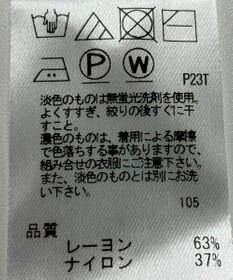 P
W
P23T
淡色のものは無蛍光洗剤を使用。
よくすすぎ、絞りの後すぐに干
すこと。
濃色のものは、着用による摩擦
で色落ちする事がありますので、
組み合せの衣服にご注意下さい。
また、淡色のものとは別にお洗
い下さい。
105
品質
レーヨン 63%
ナイロン 37%